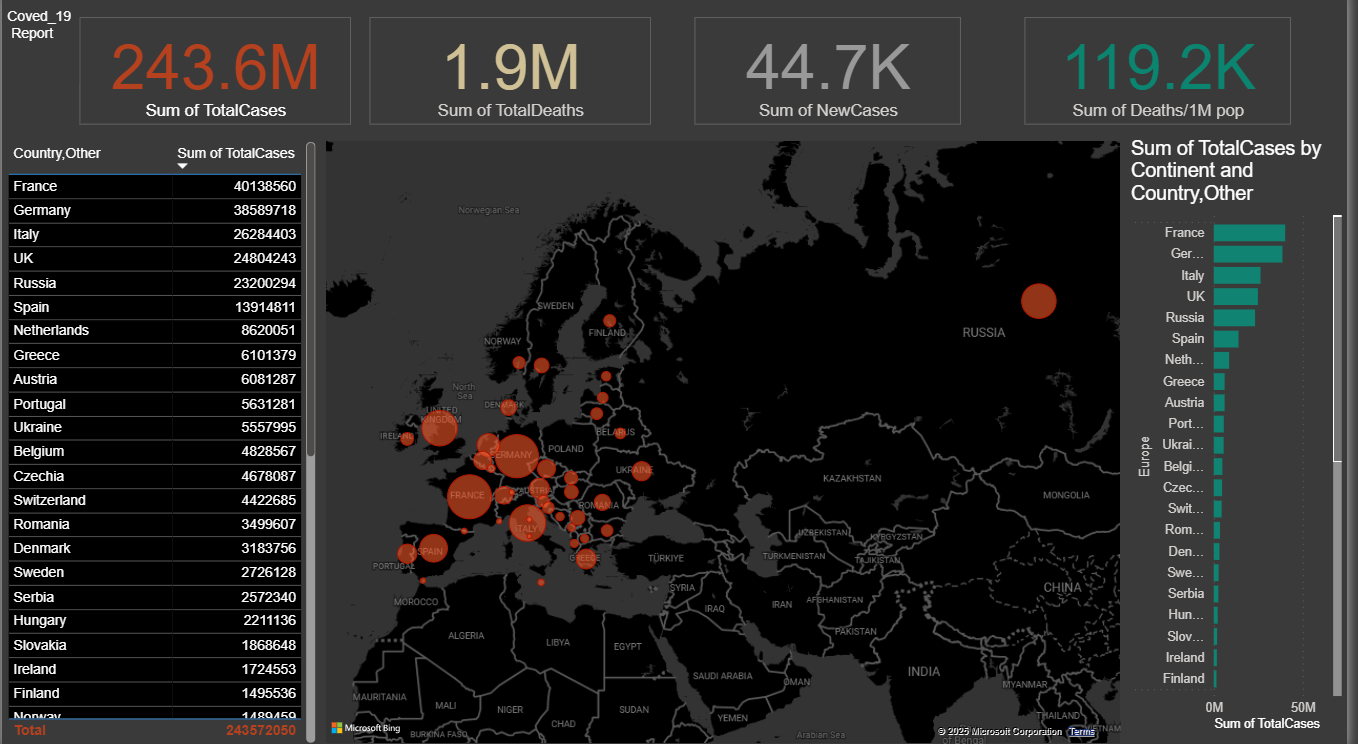 Coved_19
Report
243.6M
Sum of TotalCases
1.9M
Sum of TotalDeaths
44.7K
Sum of NewCases
119.2K
Sum of Deaths/1M pop
Country,Other Sum of TotalCases
France 40138560
Germany 38589718
Italy 26284403
UK 24804243
Russia 23200294
Spain 13914811
Netherlands 8620051
Greece 6101379
Austria 6081287
Portugal 5631281
Ukraine 5557995
Belgium 4828567
Czechia 4678087
Switzerland 4422685
Romania 3499607
Denmark 3183756
Sweden 2726128
Serbia 2572340
Hungary 2211136
Slovakia 1868648
Ireland 1724553
Finland 1495536
Norway 1489459
Total 243572050
Norwegian Sea
SWEDEN
FINLAND
NORWAY
RUSSIA
North
Sea
DENMARK
UNITED
KINGDOM
IRELAND
BELARUS
POLAND
GERMANY
UKRAINE
FRANCE
AUSTRIA
ROMANIA
ITALY
SPAIN
PORTUGAL
GREECE
KAZAKHSTAN
MONGOLIA
UZBEKISTAN
KYRGYZSTAN
TÜRKIYE
TURKMENISTAN
TAJIKISTAN
SYRIA
CHINA
MOROCCO
IRAQ
IRAN
AFGHANISTAN
PAKISTAN
ALGERIA
LIBYA
EGYPT
SAUDI ARABIA
OMAN
INDIA
MYANMAR
MAURITANIA
MALI
NIGER
CHAD
SUDAN
YEMEN
THAILAND
VIETNAM
BURKINA FASO
Arabian Sea
of Bengal
Microsoft Bing
© 2025 Microsoft Corporation Terms
Sum of TotalCases by
Continent and
Country,Other
Europe
France
Ger...
Italy
UK
Russia
Spain
Neth...
Greece
Austria
Port...
Ukrai...
Belgi...
Czec...
Swit...
Rom...
Den...
Swe...
Serbia
Hun...
Slov...
Ireland
Finland
0M 50M
Sum of TotalCases